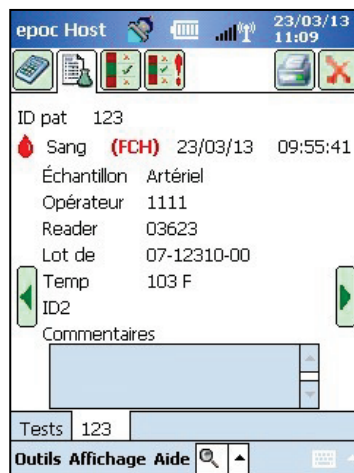 epoc Host 23/03/13
11:09
ID pat 123
Sang (FCH) 23/03/13 09:55:41
Échantillon Artériel
Opérateur 1111
Reader 03623
Lot de 07-12310-00
Temp 103 F
ID2
Commentaires
Tests 123
Outils Affichage Aide